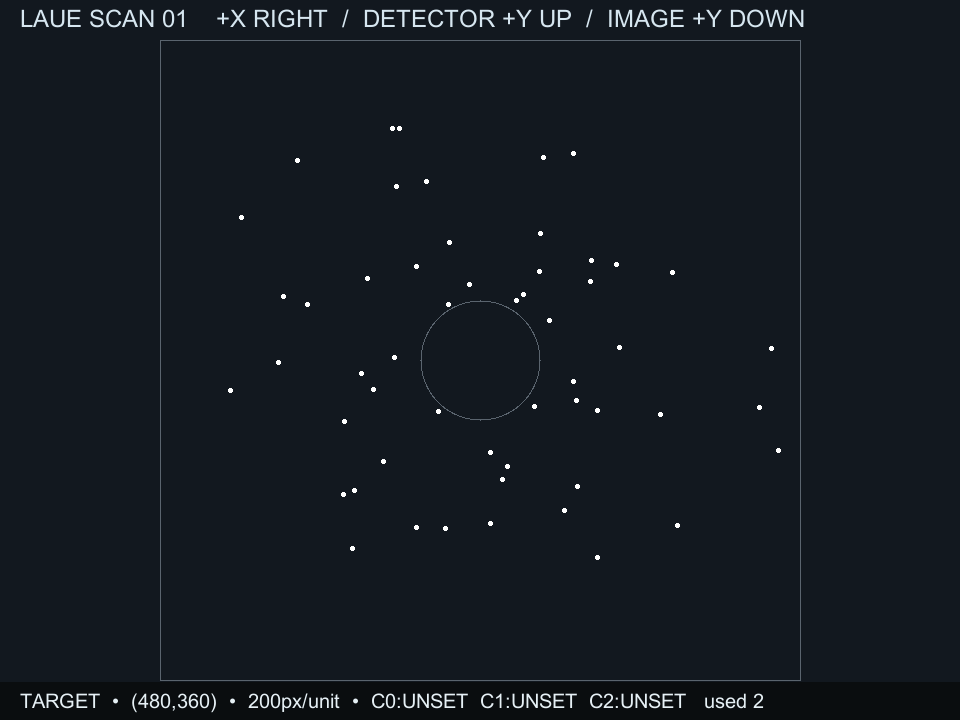 LAUE SCAN 01 +X RIGHT / DETECTOR +Y UP / IMAGE +Y DOWN
TARGET • (480,360) • 200px/unit • C0:UNSET C1:UNSET C2:UNSET used 2